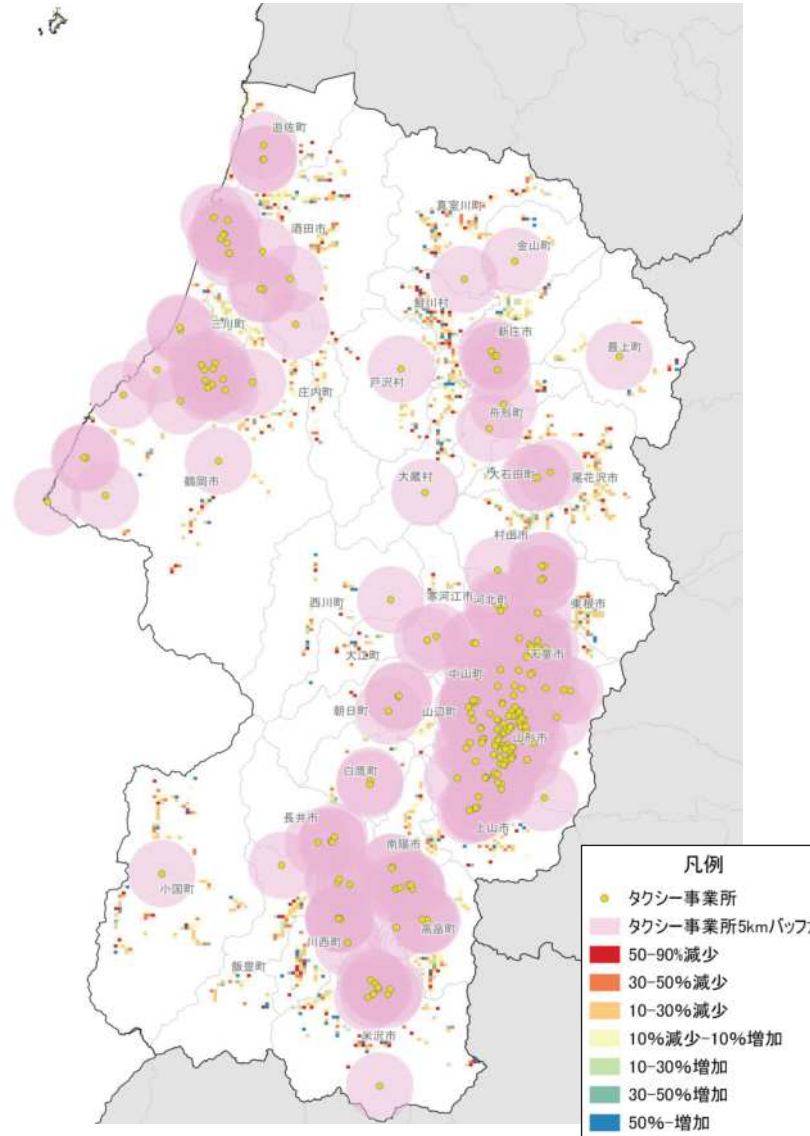 遊佐町
酒田市
真室川町
金山町
鮭川村
三川町
新庄市
最上町
戸沢村
庄内町
舟形町
大石田町
尾花沢市
大蔵村
鶴岡市
村山市
西川町
寒河江市
河北町
東根市
大江町
天童市
中山町
朝日町
山辺町
山形市
白鷹町
長井市
上山市
南陽市
小国町
川西町
高畠町
飯豊町
米沢市
凡例
タクシー事業所
タクシー事業所5kmバッファ
50-90%減少
30-50%減少
10-30%減少
10%減少-10%増加
10-30%増加
30-50%増加
50%-増加